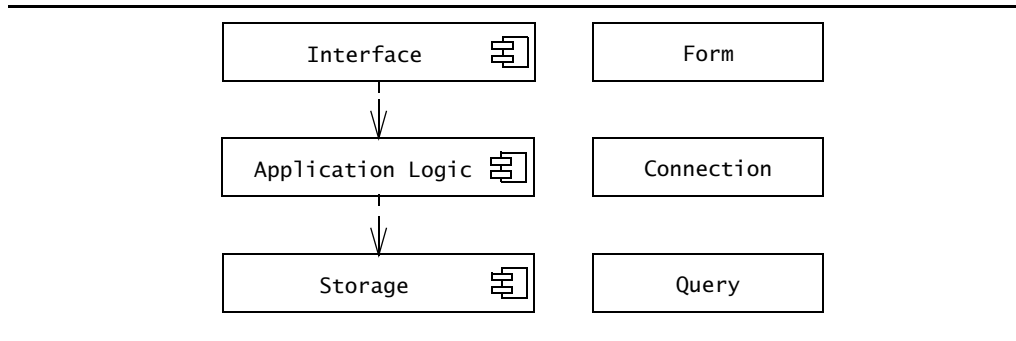 Interface
Form
Application Logic
Connection
Storage
Query